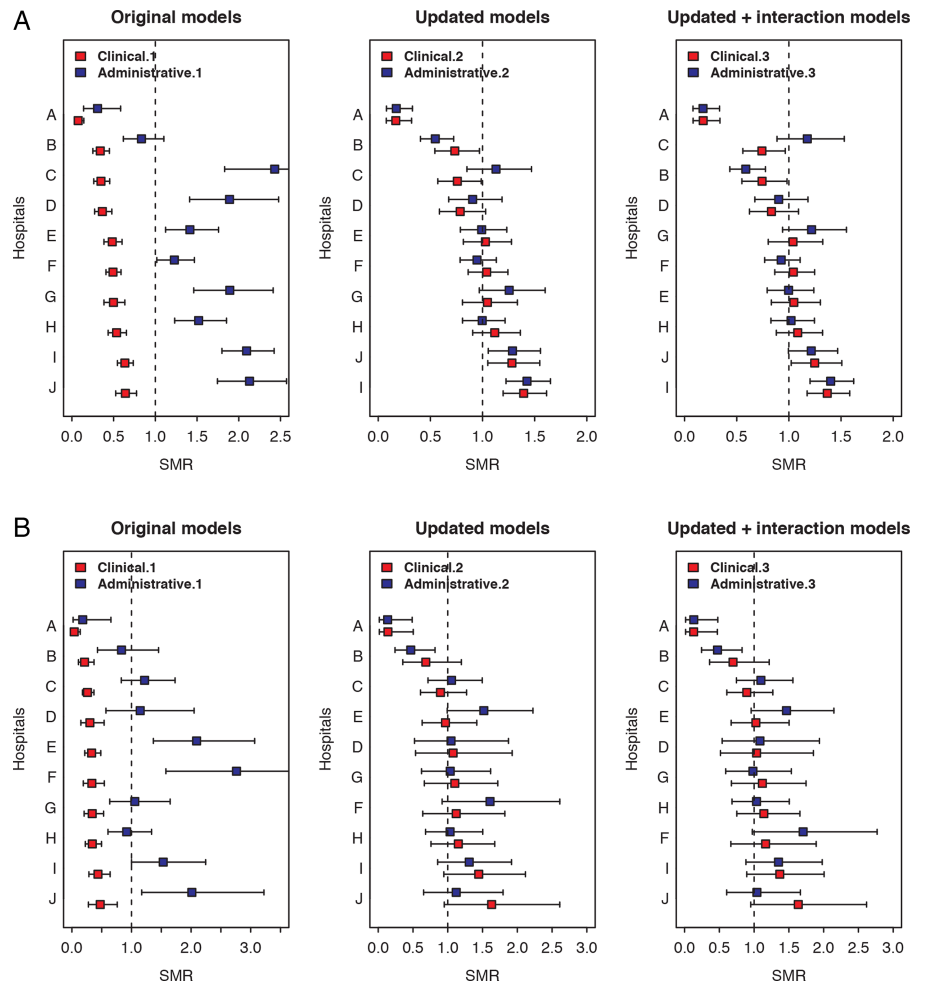 A
Original models
Updated models
Updated + interaction models
Clinical.1
Administrative.1
Clinical.2
Administrative.2
Clinical.3
Administrative.3
Hospitals
A
B
C
D
E
F
G
H
I
J
0.0 0.5 1.0 1.5 2.0 2.5
SMR
Hospitals
A
B
C
D
E
F
G
H
J
I
0.0 0.5 1.0 1.5 2.0
SMR
Hospitals
A
C
B
D
G
F
E
H
J
I
0.0 0.5 1.0 1.5 2.0
SMR
B
Original models
Updated models
Updated + interaction models
Clinical.1
Administrative.1
Clinical.2
Administrative.2
Clinical.3
Administrative.3
Hospitals
A
B
C
D
E
F
G
H
I
J
0.0 1.0 2.0 3.0
SMR
Hospitals
A
B
C
E
D
G
F
H
I
J
0.0 0.5 1.0 1.5 2.0 2.5 3.0
SMR
Hospitals
A
B
C
E
D
G
H
F
I
J
0.0 0.5 1.0 1.5 2.0 2.5 3.0
SMR